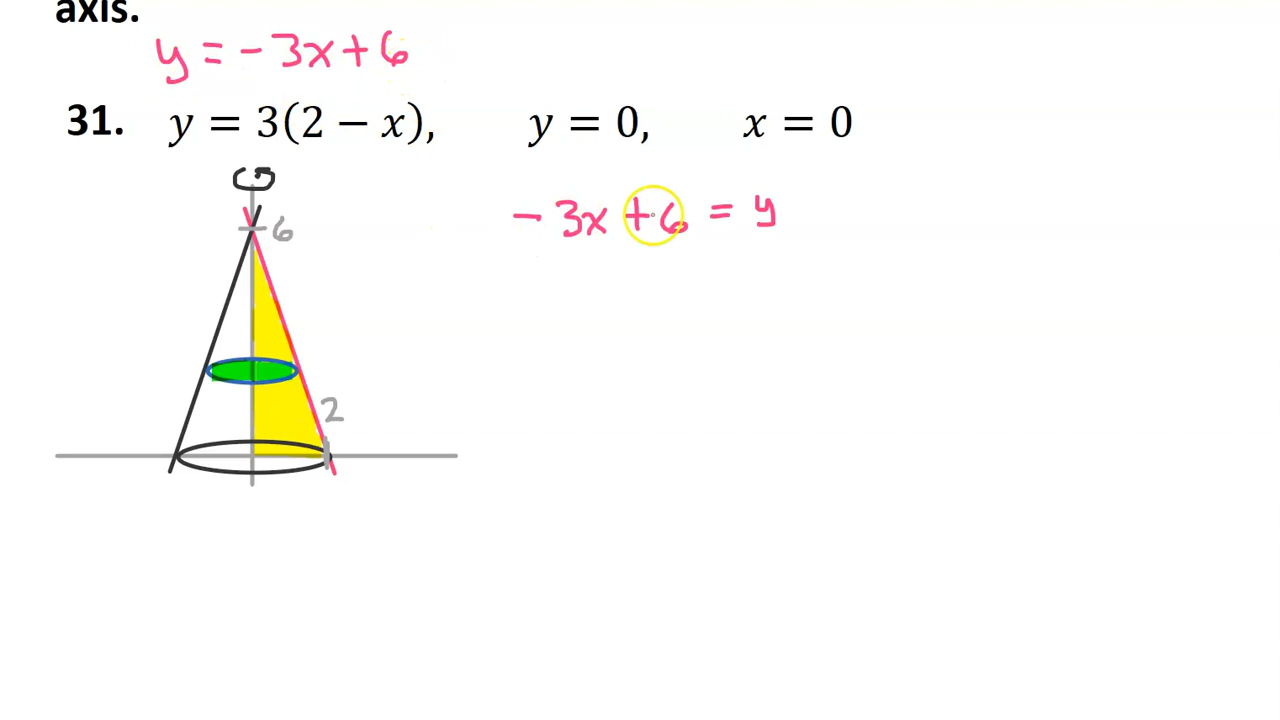 axis.
y = -3x+6
31. y = 3(2 − x), y = 0, x = 0
-3x +6 = y
6
2